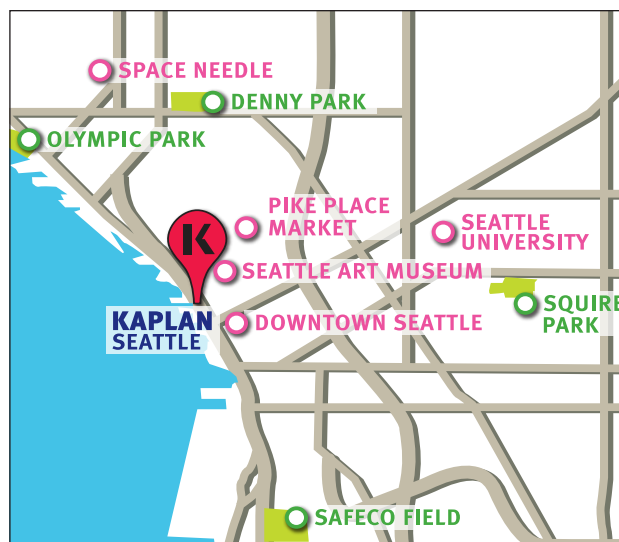 SPACE NEEDLE
DENNY PARK
OLYMPIC PARK
PIKE PLACE
MARKET
SEATTLE
UNIVERSITY
K
SEATTLE ART MUSEUM
SQUIRE
PARK
KAPLAN
SEATTLE
DOWNTOWN SEATTLE
SAFECO FIELD